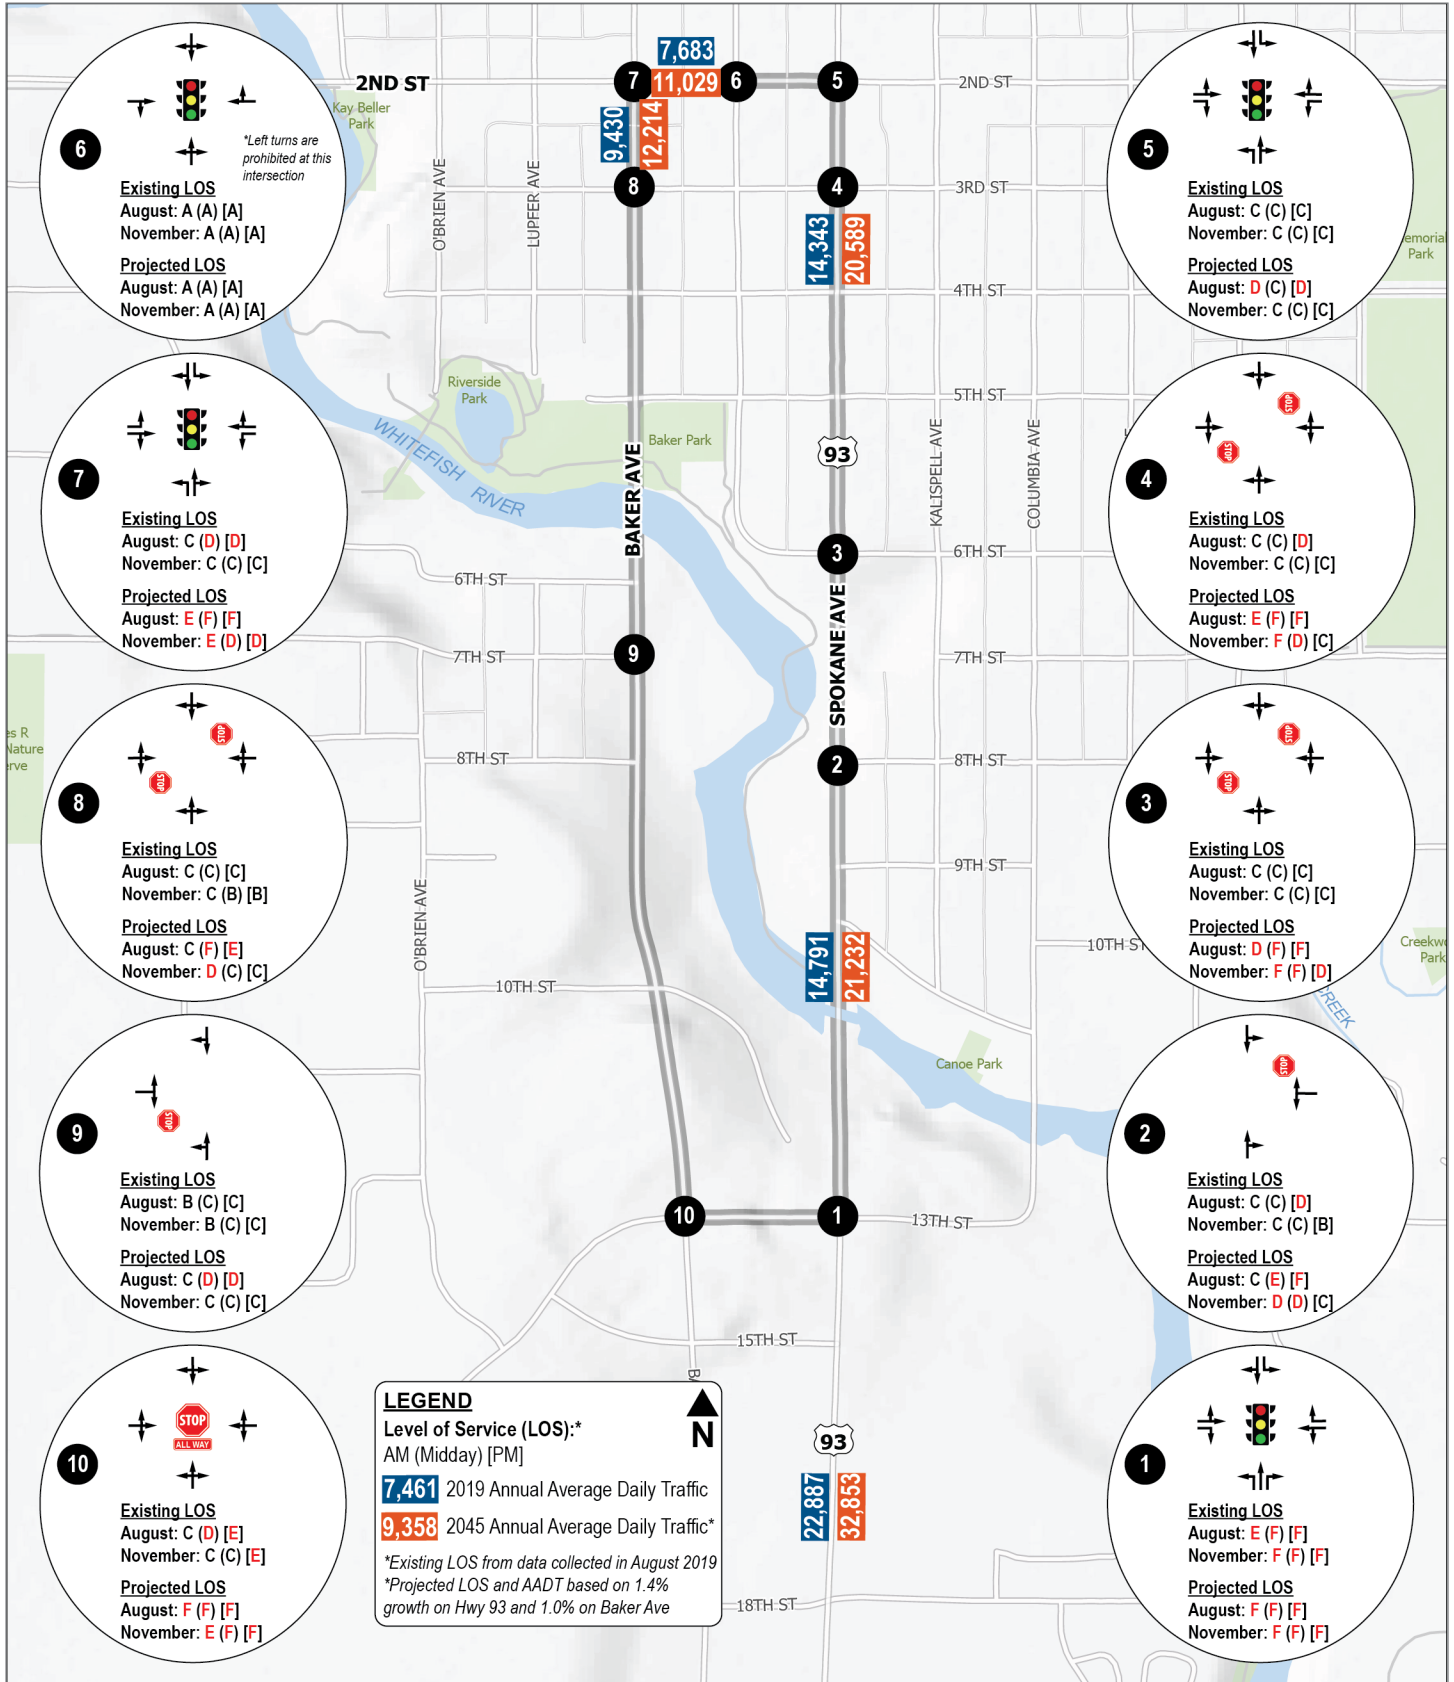 6
*Left turns are
prohibited at this
intersection
Existing LOS
August: A (A) [A]
November: A (A) [A]
Projected LOS
August: A (A) [A]
November: A (A) [A]
7
Existing LOS
August: C (D) [D]
November: C (C) [C]
Projected LOS
August: E (F) [F]
November: E (D) [D]
8
STOP
STOP
Existing LOS
August: C (C) [C]
November: C (B) [B]
Projected LOS
August: C (F) [E]
November: D (C) [C]
9
STOP
Existing LOS
August: B (C) [C]
November: B (C) [C]
Projected LOS
August: C (D) [D]
November: C (C) [C]
10
STOP
ALL WAY
Existing LOS
August: C (D) [E]
November: C (C) [E]
Projected LOS
August: F (F) [F]
November: E (F) [F]
2ND ST
7
7,683
11,029
6
5
2ND ST
Kay Beller
Park
9,430
12,214
8
4
3RD ST
O'BRIEN AVE
LUPFER AVE
14,343
20,589
4TH ST
Riverside
Park
5TH ST
Baker Park
WHITEFISH RIVER
BAKER AVE
93
KALISPELL AVE
COLUMBIA AVE
3
6TH ST
6TH ST
SPOKANE AVE
7TH ST
9
7TH ST
es R
Nature
erve
8TH ST
2
8TH ST
9TH ST
O'BRIEN AVE
14,791
21,232
10TH ST
10TH ST
Creekwo
Park
CREEK
Canoe Park
10
1
13TH ST
15TH ST
BA
93
22,887
32,853
18TH ST
emorial
Park
LEGEND
Level of Service (LOS):*
AM (Midday) [PM]
N
7,461 2019 Annual Average Daily Traffic
9,358 2045 Annual Average Daily Traffic*
*Existing LOS from data collected in August 2019
*Projected LOS and AADT based on 1.4%
growth on Hwy 93 and 1.0% on Baker Ave
5
Existing LOS
August: C (C) [C]
November: C (C) [C]
Projected LOS
August: D (C) [D]
November: C (C) [C]
4
STOP
STOP
Existing LOS
August: C (C) [D]
November: C (C) [C]
Projected LOS
August: E (F) [F]
November: F (D) [C]
3
STOP
STOP
Existing LOS
August: C (C) [C]
November: C (C) [C]
Projected LOS
August: D (F) [F]
November: F (F) [D]
2
STOP
Existing LOS
August: C (C) [D]
November: C (C) [B]
Projected LOS
August: C (E) [F]
November: D (D) [C]
1
Existing LOS
August: E (F) [F]
November: F (F) [F]
Projected LOS
August: F (F) [F]
November: F (F) [F]